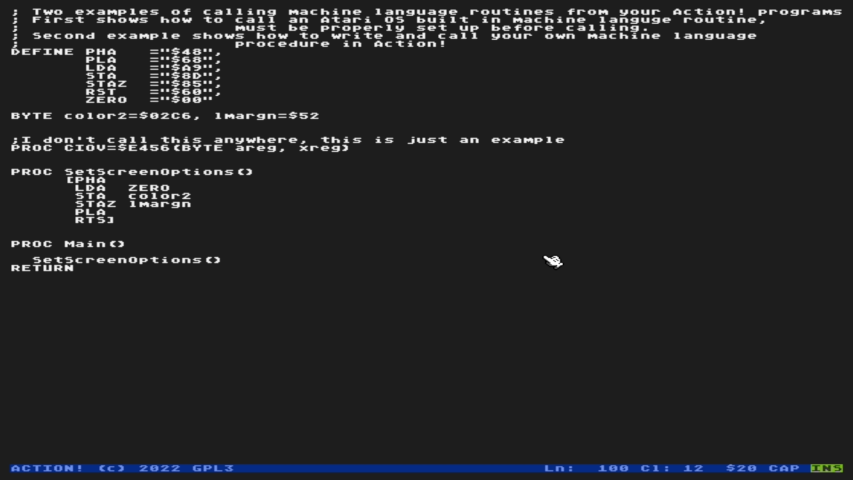 ; Two examples of calling machine language routines from your Action! programs
; First shows how to call an Atari OS built in machine languge routine,
;                    must be properly set up before calling.
; Second example shows how to write and call your own machine language
;                    procedure in Action!
DEFINE PHA   ="$48",
       PLA   ="$68",
       LDA   ="$A9",
       STA   ="$8D",
       STAZ  ="$85",
       RST   ="$60",
       ZERO  ="$00"
BYTE color2=$02C6, lmargn=$52
;I don't call this anywhere, this is just an example
PROC CIOV=$E456(BYTE areg, xreg)
PROC SetScreenOptions()
     [PHA
      LDA  ZERO
      STA  color2
      STAZ lmargn
      PLA
      RTS]
PROC Main()
  SetScreenOptions()
RETURN
ACTION! (c) 2022 GPL3 Ln: 100 Cl: 12 $20 CAP INS